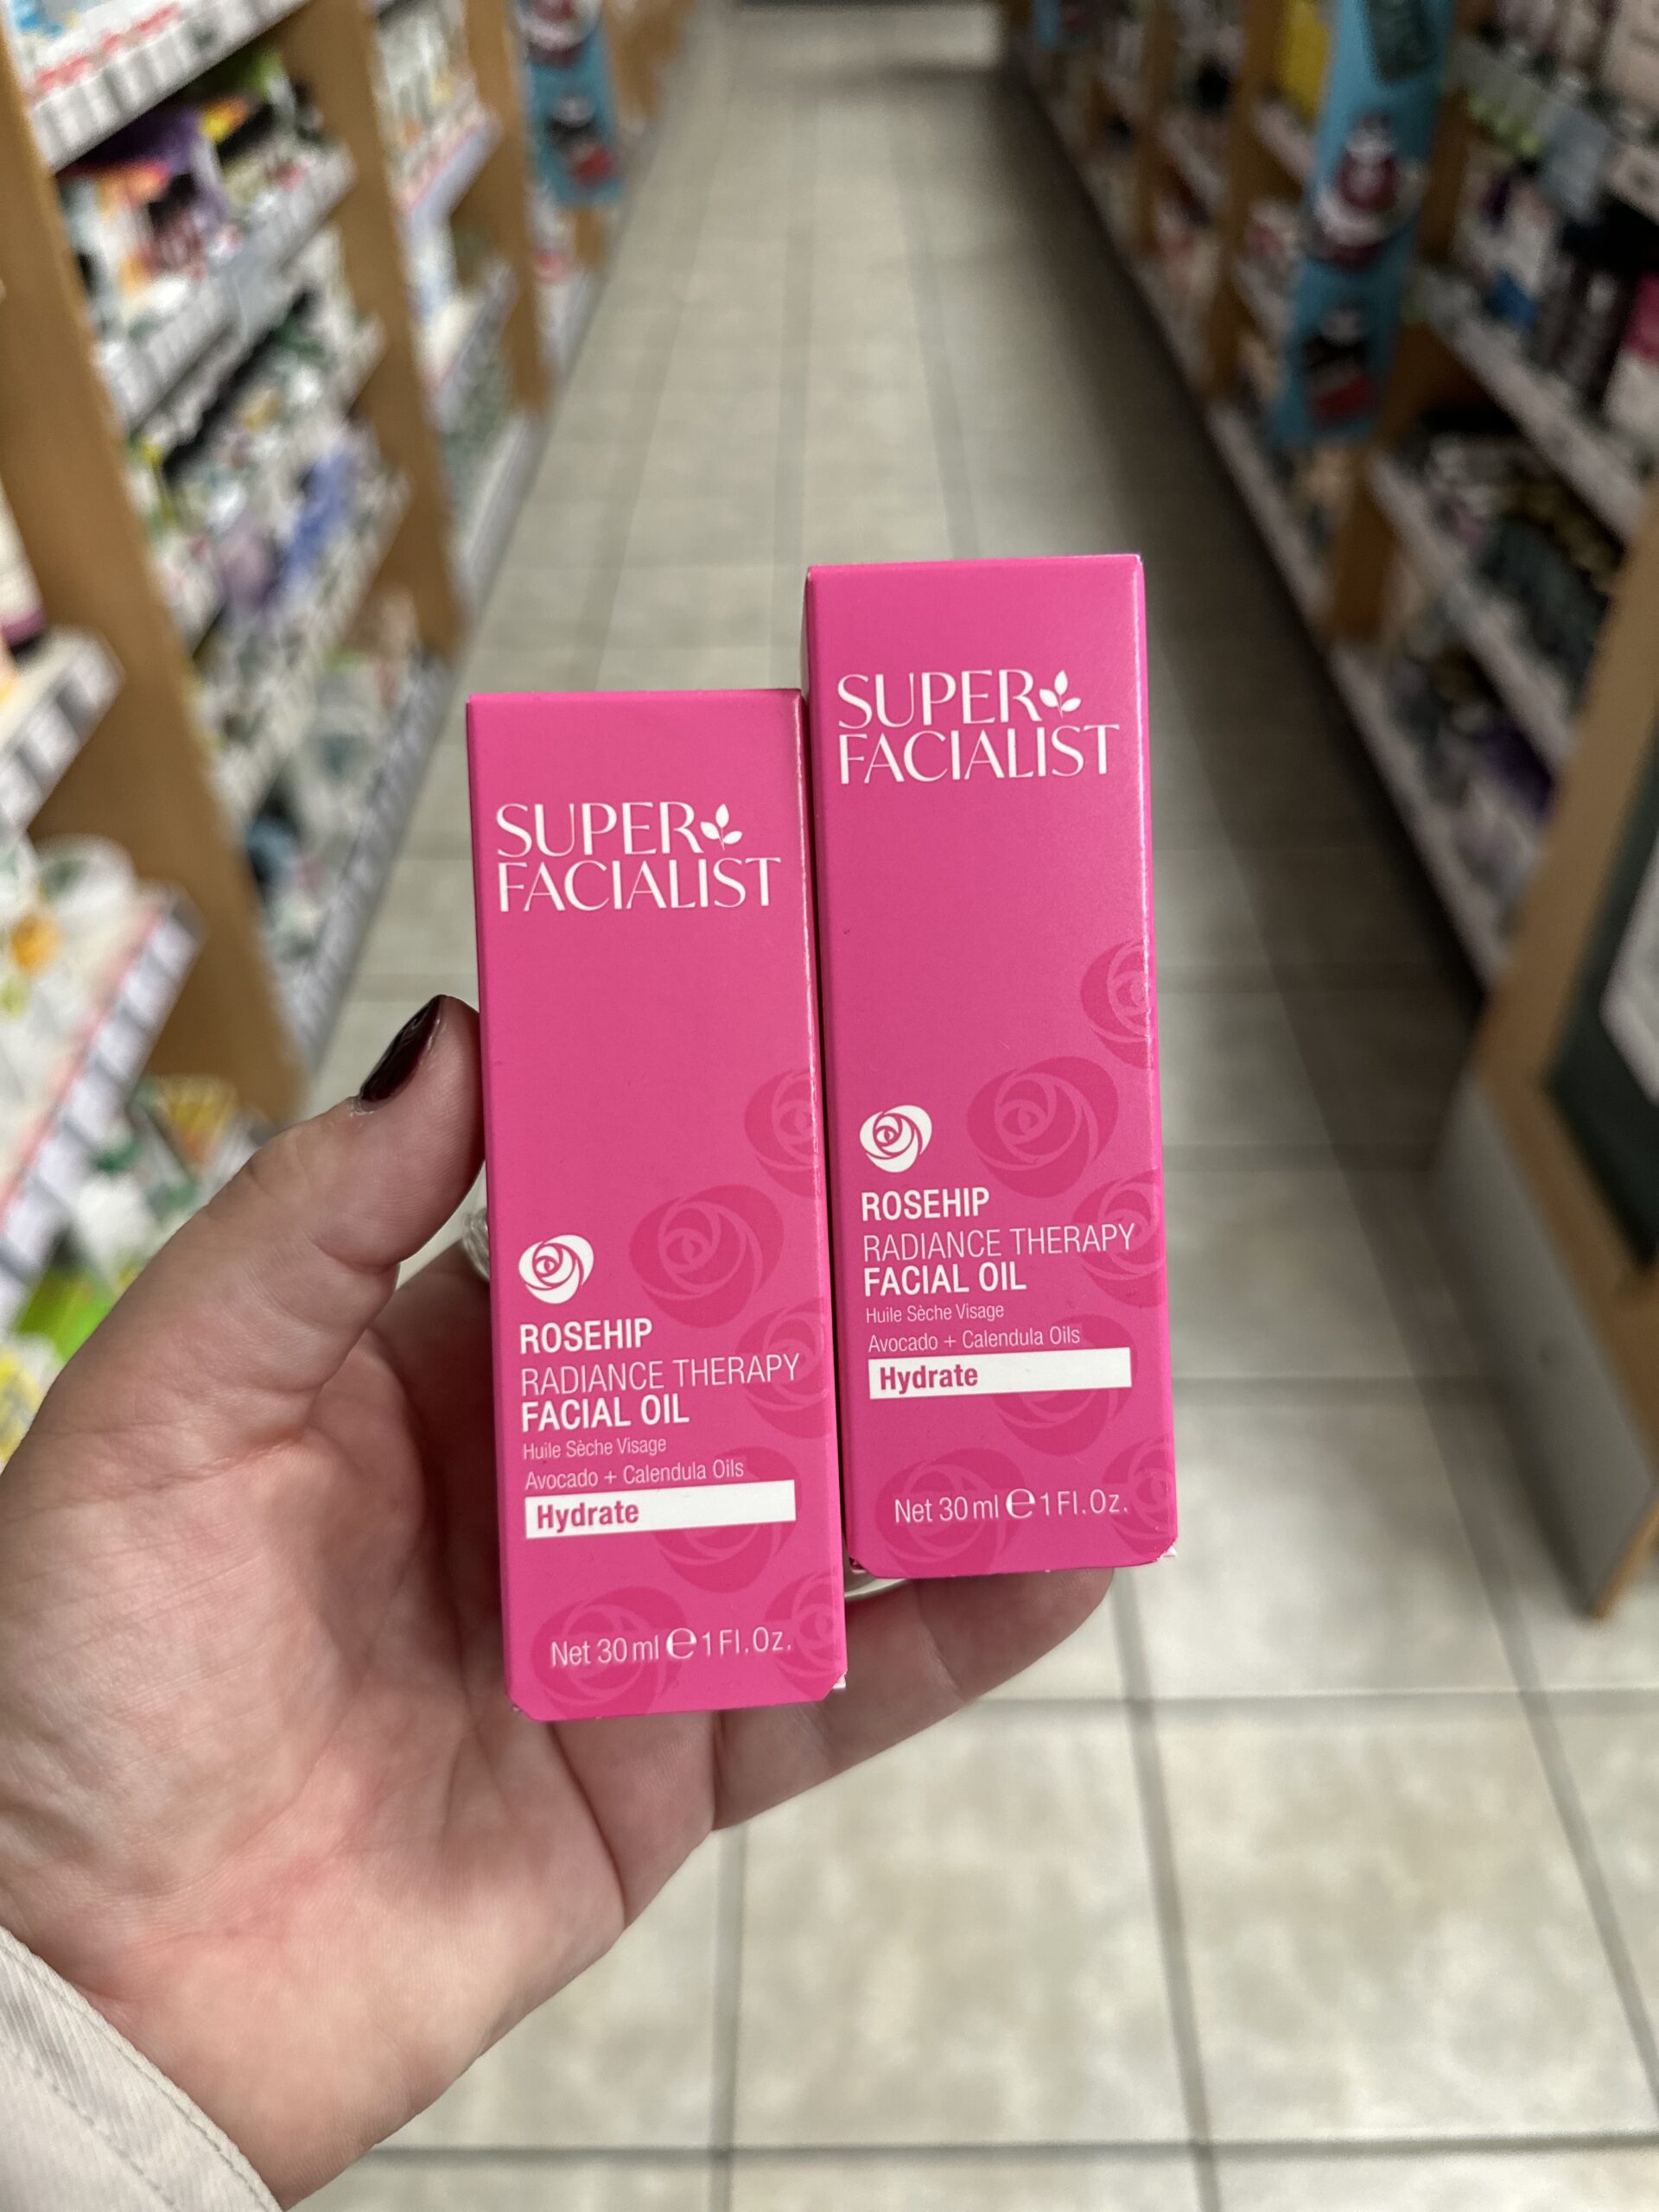 SUPER
FACIALIST
ROSEHIP
RADIANCE THERAPY
FACIAL OIL
Huile Sèche Visage
Avocado + Calendula Oils
Hydrate
Net 30 ml ℮ 1 Fl.Oz.
SUPER
FACIALIST
ROSEHIP
RADIANCE THERAPY
FACIAL OIL
Huile Sèche Visage
Avocado + Calendula Oils
Hydrate
Net 30 ml ℮ 1 Fl.Oz.